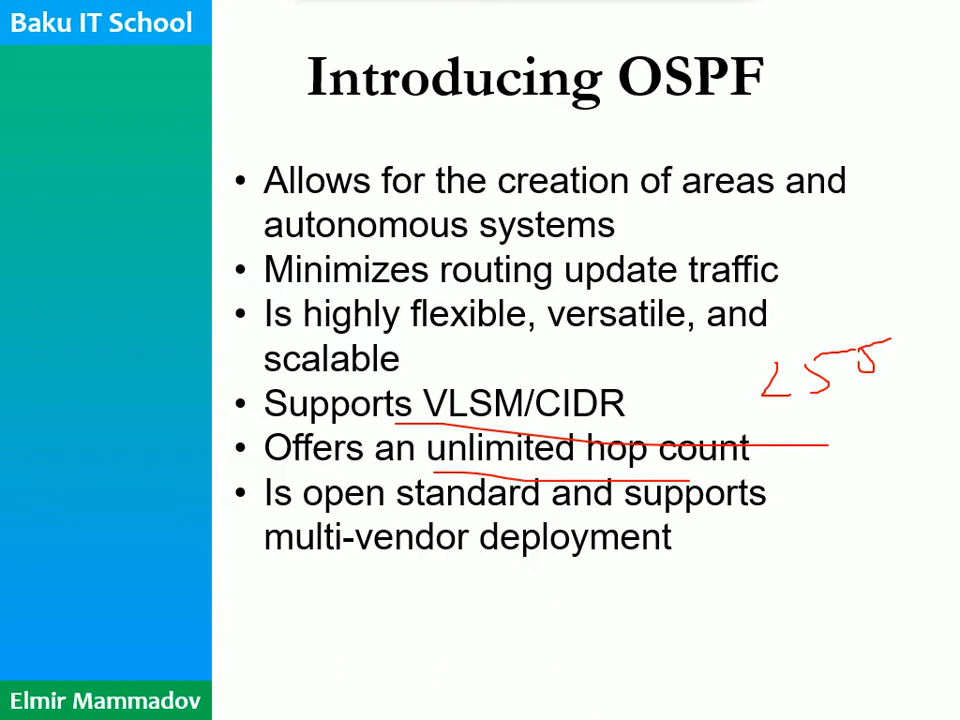 Baku IT School
Introducing OSPF
• Allows for the creation of areas and
autonomous systems
• Minimizes routing update traffic
• Is highly flexible, versatile, and
scalable
255
• Supports VLSM/CIDR
• Offers an unlimited hop count
• Is open standard and supports
multi-vendor deployment
Elmir Mammadov